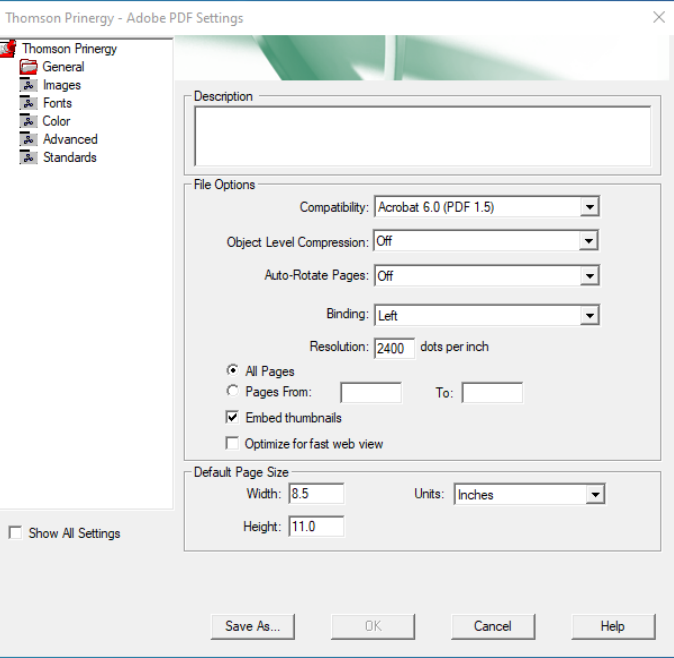 Thomson Prinergy - Adobe PDF Settings
Thomson Prinergy
General
Images
Fonts
Color
Advanced
Standards
Show All Settings
Description
File Options
Compatibility: Acrobat 6.0 (PDF 1.5)
Object Level Compression: Off
Auto-Rotate Pages: Off
Binding: Left
Resolution: 2400 dots per inch
All Pages
Pages From: To:
Embed thumbnails
Optimize for fast web view
Default Page Size
Width: 8.5 Units: Inches
Height: 11.0
Save As... OK Cancel Help